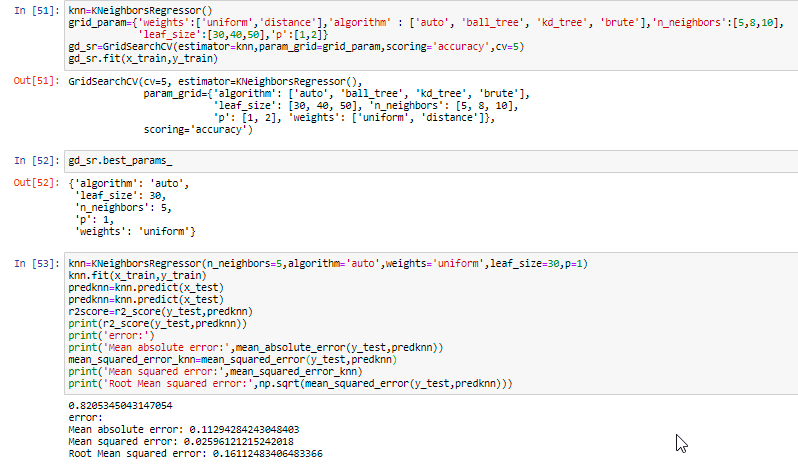 In [51]: knn=KNeighborsRegressor()
grid_param={'weights':['uniform','distance'],'algorithm' : ['auto', 'ball_tree', 'kd_tree', 'brute'],'n_neighbors':[5,8,10],
'leaf_size':[30,40,50],'p':[1,2]}
gd_sr=GridSearchCV(estimator=knn,param_grid=grid_param,scoring='accuracy',cv=5)
gd_sr.fit(x_train,y_train)
Out[51]: GridSearchCV(cv=5, estimator=KNeighborsRegressor(),
param_grid={'algorithm': ['auto', 'ball_tree', 'kd_tree', 'brute'],
'leaf_size': [30, 40, 50], 'n_neighbors': [5, 8, 10],
'p': [1, 2], 'weights': ['uniform', 'distance']},
scoring='accuracy')
In [52]: gd_sr.best_params_
Out[52]: {'algorithm': 'auto',
'leaf_size': 30,
'n_neighbors': 5,
'p': 1,
'weights': 'uniform'}
In [53]: knn=KNeighborsRegressor(n_neighbors=5,algorithm='auto',weights='uniform',leaf_size=30,p=1)
knn.fit(x_train,y_train)
predknn=knn.predict(x_test)
predknn=knn.predict(x_test)
r2score=r2_score(y_test,predknn)
print(r2_score(y_test,predknn))
print('error:')
print('Mean absolute error:',mean_absolute_error(y_test,predknn))
mean_squared_error_knn=mean_squared_error(y_test,predknn)
print('Mean squared error:',mean_squared_error_knn)
print('Root Mean squared error:',np.sqrt(mean_squared_error(y_test,predknn)))
0.8205345043147054
error:
Mean absolute error: 0.11294284243048403
Mean squared error: 0.02596121215242018
Root Mean squared error: 0.16112483406483366